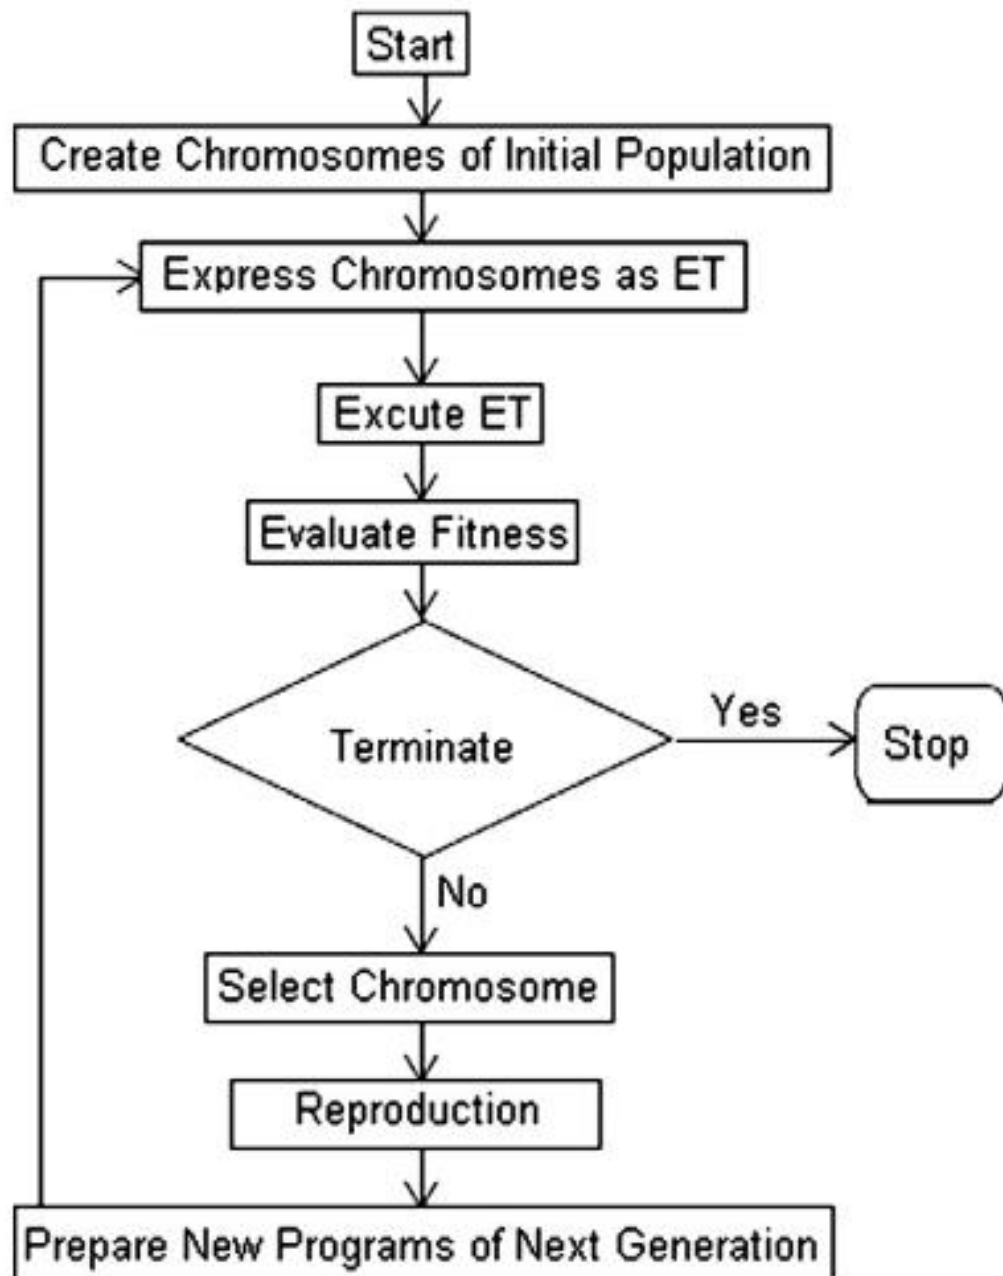 Start
Create Chromosomes of Initial Population
Express Chromosomes as ET
Excute ET
Evaluate Fitness
Terminate
Yes
Stop
No
Select Chromosome
Reproduction
Prepare New Programs of Next Generation